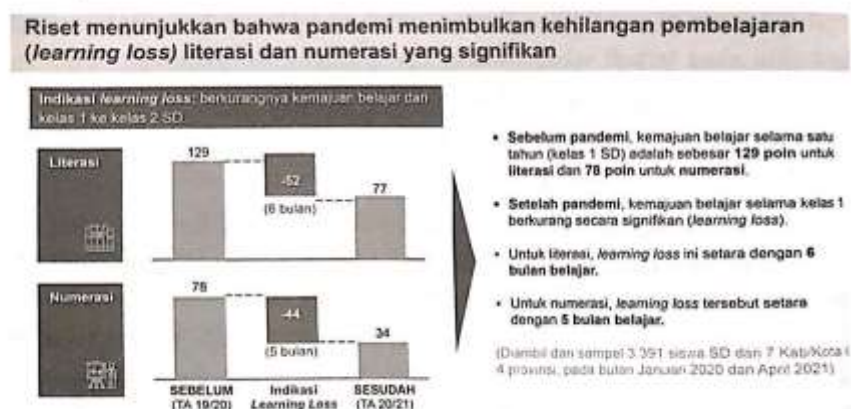 Riset menunjukkan bahwa pandemi menimbulkan kehilangan pembelajaran
(learning loss) literasi dan numerasi yang signifikan
Indikasi learning loss: berkurangnya kemajuan belajar dari
kelas 1 ke kelas 2 SD
Literasi
129
-52
(6 bulan)
77
Numerasi
78
-44
(5 bulan)
34
SEBELUM
(TA 19/20)
Indikasi
Learning Loss
SESUDAH
(TA 20/21)
• Sebelum pandemi, kemajuan belajar selama satu
tahun (kelas 1 SD) adalah sebesar 129 poin untuk
literasi dan 78 poin untuk numerasi.
• Setelah pandemi, kemajuan belajar selama kelas 1
berkurang secara signifikan (learning loss).
• Untuk literasi, learning loss ini setara dengan 6
bulan belajar.
• Untuk numerasi, learning loss tersebut setara
dengan 5 bulan belajar.
(Diambil dari sampel 3.391 siswa SD dari 7 Kab/Kota
4 provinsi, pada bulan Januari 2020 dan April 2021)